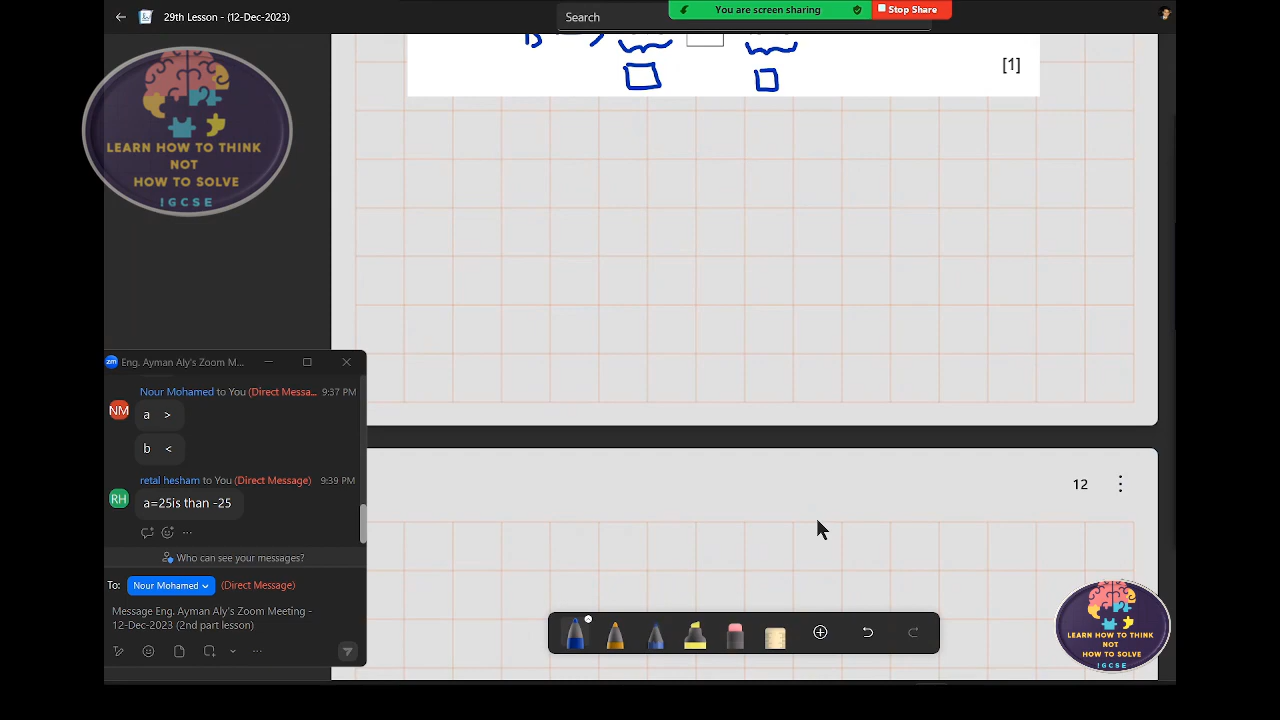 29th Lesson - (12-Dec-2023)
Search
You are screen sharing
Stop Share
[1]
LEARN HOW TO THINK
NOT
HOW TO SOLVE
IGCSE
zm Eng. Ayman Aly's Zoom M...
Nour Mohamed to You (Direct Messa... 9:37 PM
NM
a >
b <
retal hesham to You (Direct Message) 9:39 PM
RH
a=25is than -25
Who can see your messages?
To: Nour Mohamed (Direct Message)
Message Eng. Ayman Aly's Zoom Meeting -
12-Dec-2023 (2nd part lesson)
12
LEARN HOW TO THINK
NOT
HOW TO SOLVE
IGCSE